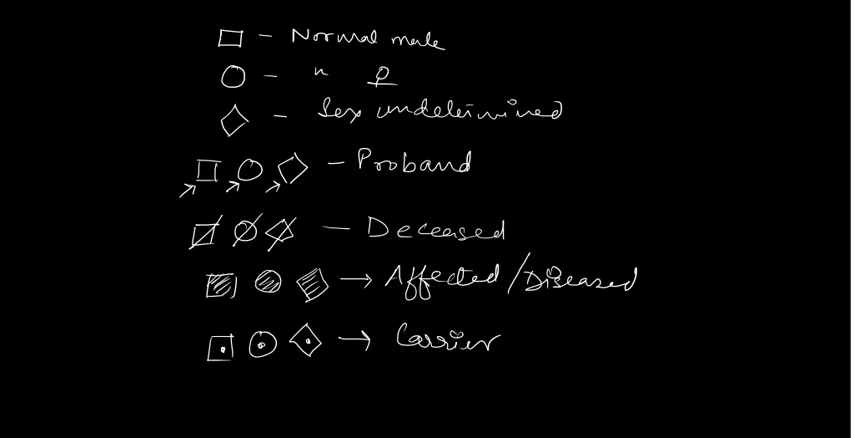 □ - Normal male
○ - " ♀
◇ - Sex undetermined
□ ○ ◇ - Proband
□ ○ ◇ - Deceased
□ ○ ◇ → Affected/Diseased
□ ○ ◇ → Carrier